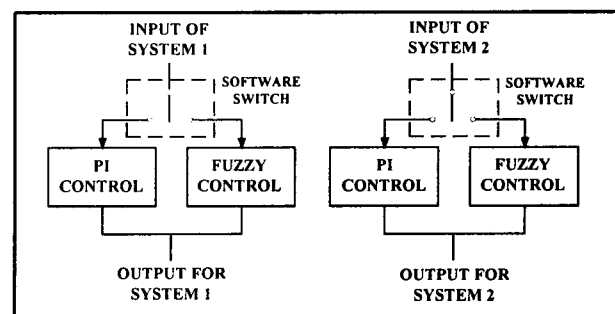 INPUT OF
SYSTEM 1
SOFTWARE
SWITCH
PI
CONTROL
FUZZY
CONTROL
OUTPUT FOR
SYSTEM 1
INPUT OF
SYSTEM 2
SOFTWARE
SWITCH
PI
CONTROL
FUZZY
CONTROL
OUTPUT FOR
SYSTEM 2